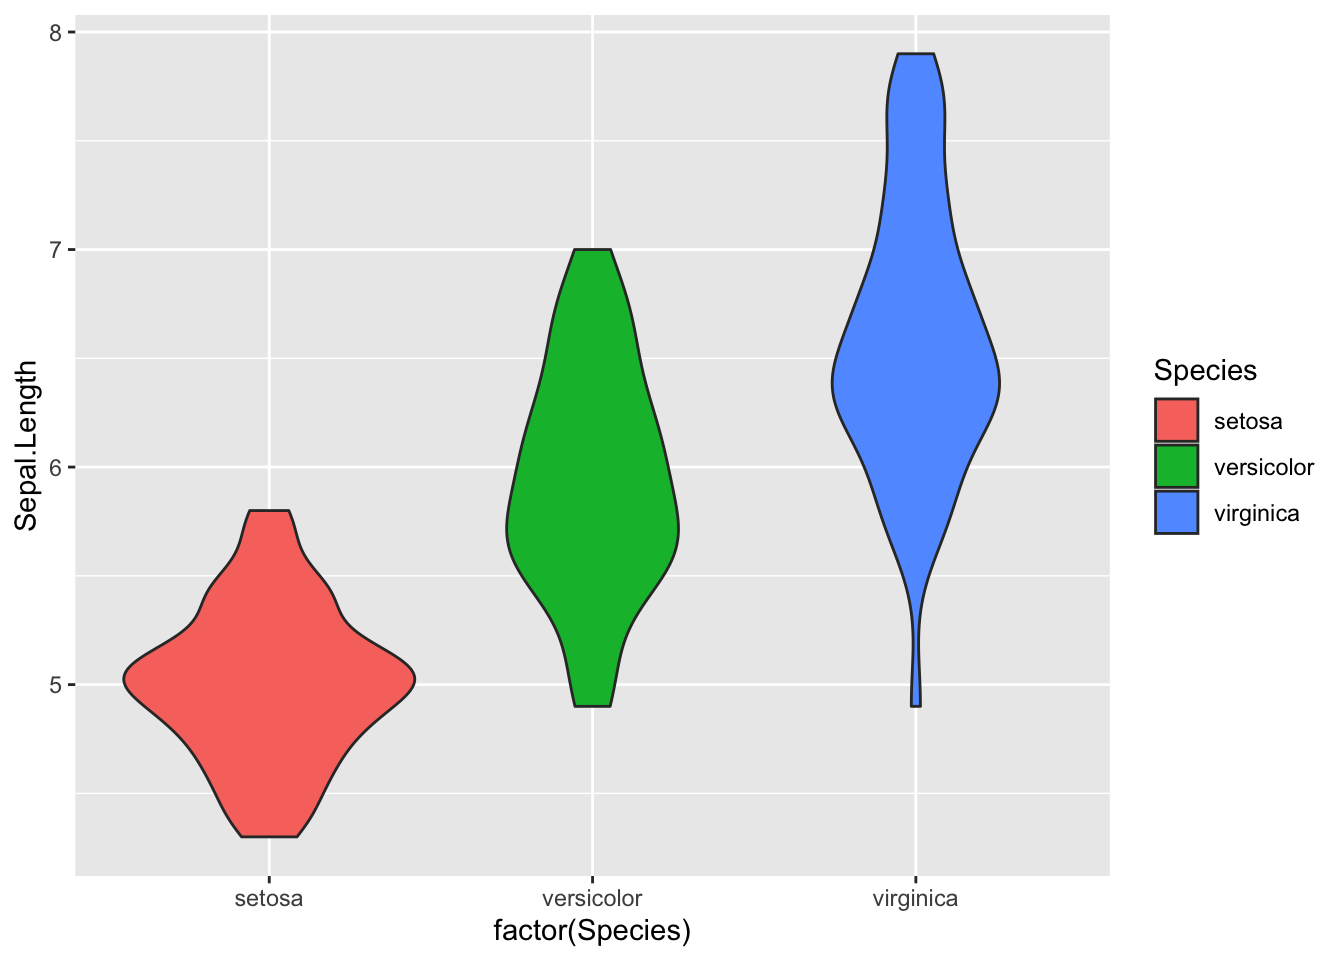 8
7
6
5
Sepal.Length
setosa
versicolor
virginica
factor(Species)
Species
setosa
versicolor
virginica